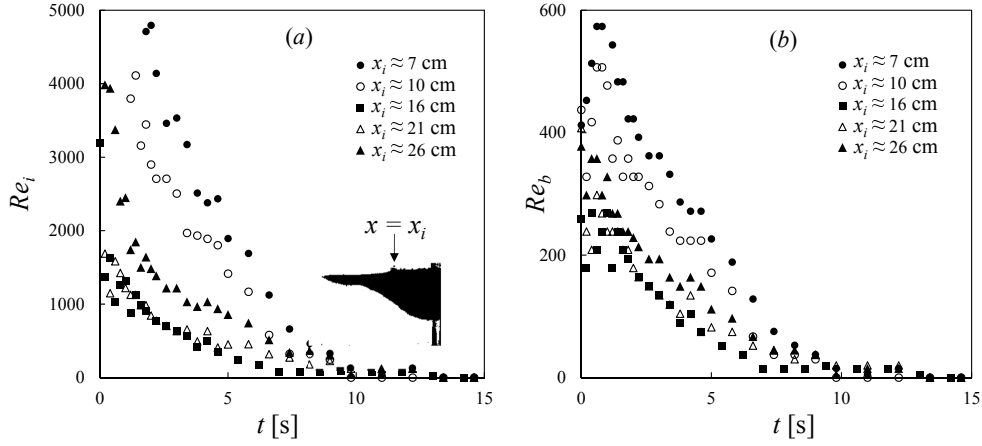 (a)
5000
4000
3000
2000
1000
0
Re_i
x_i ≈ 7 cm
x_i ≈ 10 cm
x_i ≈ 16 cm
x_i ≈ 21 cm
x_i ≈ 26 cm
x = x_i
0 5 10 15
t [s]
(b)
600
400
200
0
Re_b
x_i ≈ 7 cm
x_i ≈ 10 cm
x_i ≈ 16 cm
x_i ≈ 21 cm
x_i ≈ 26 cm
0 5 10 15
t [s]